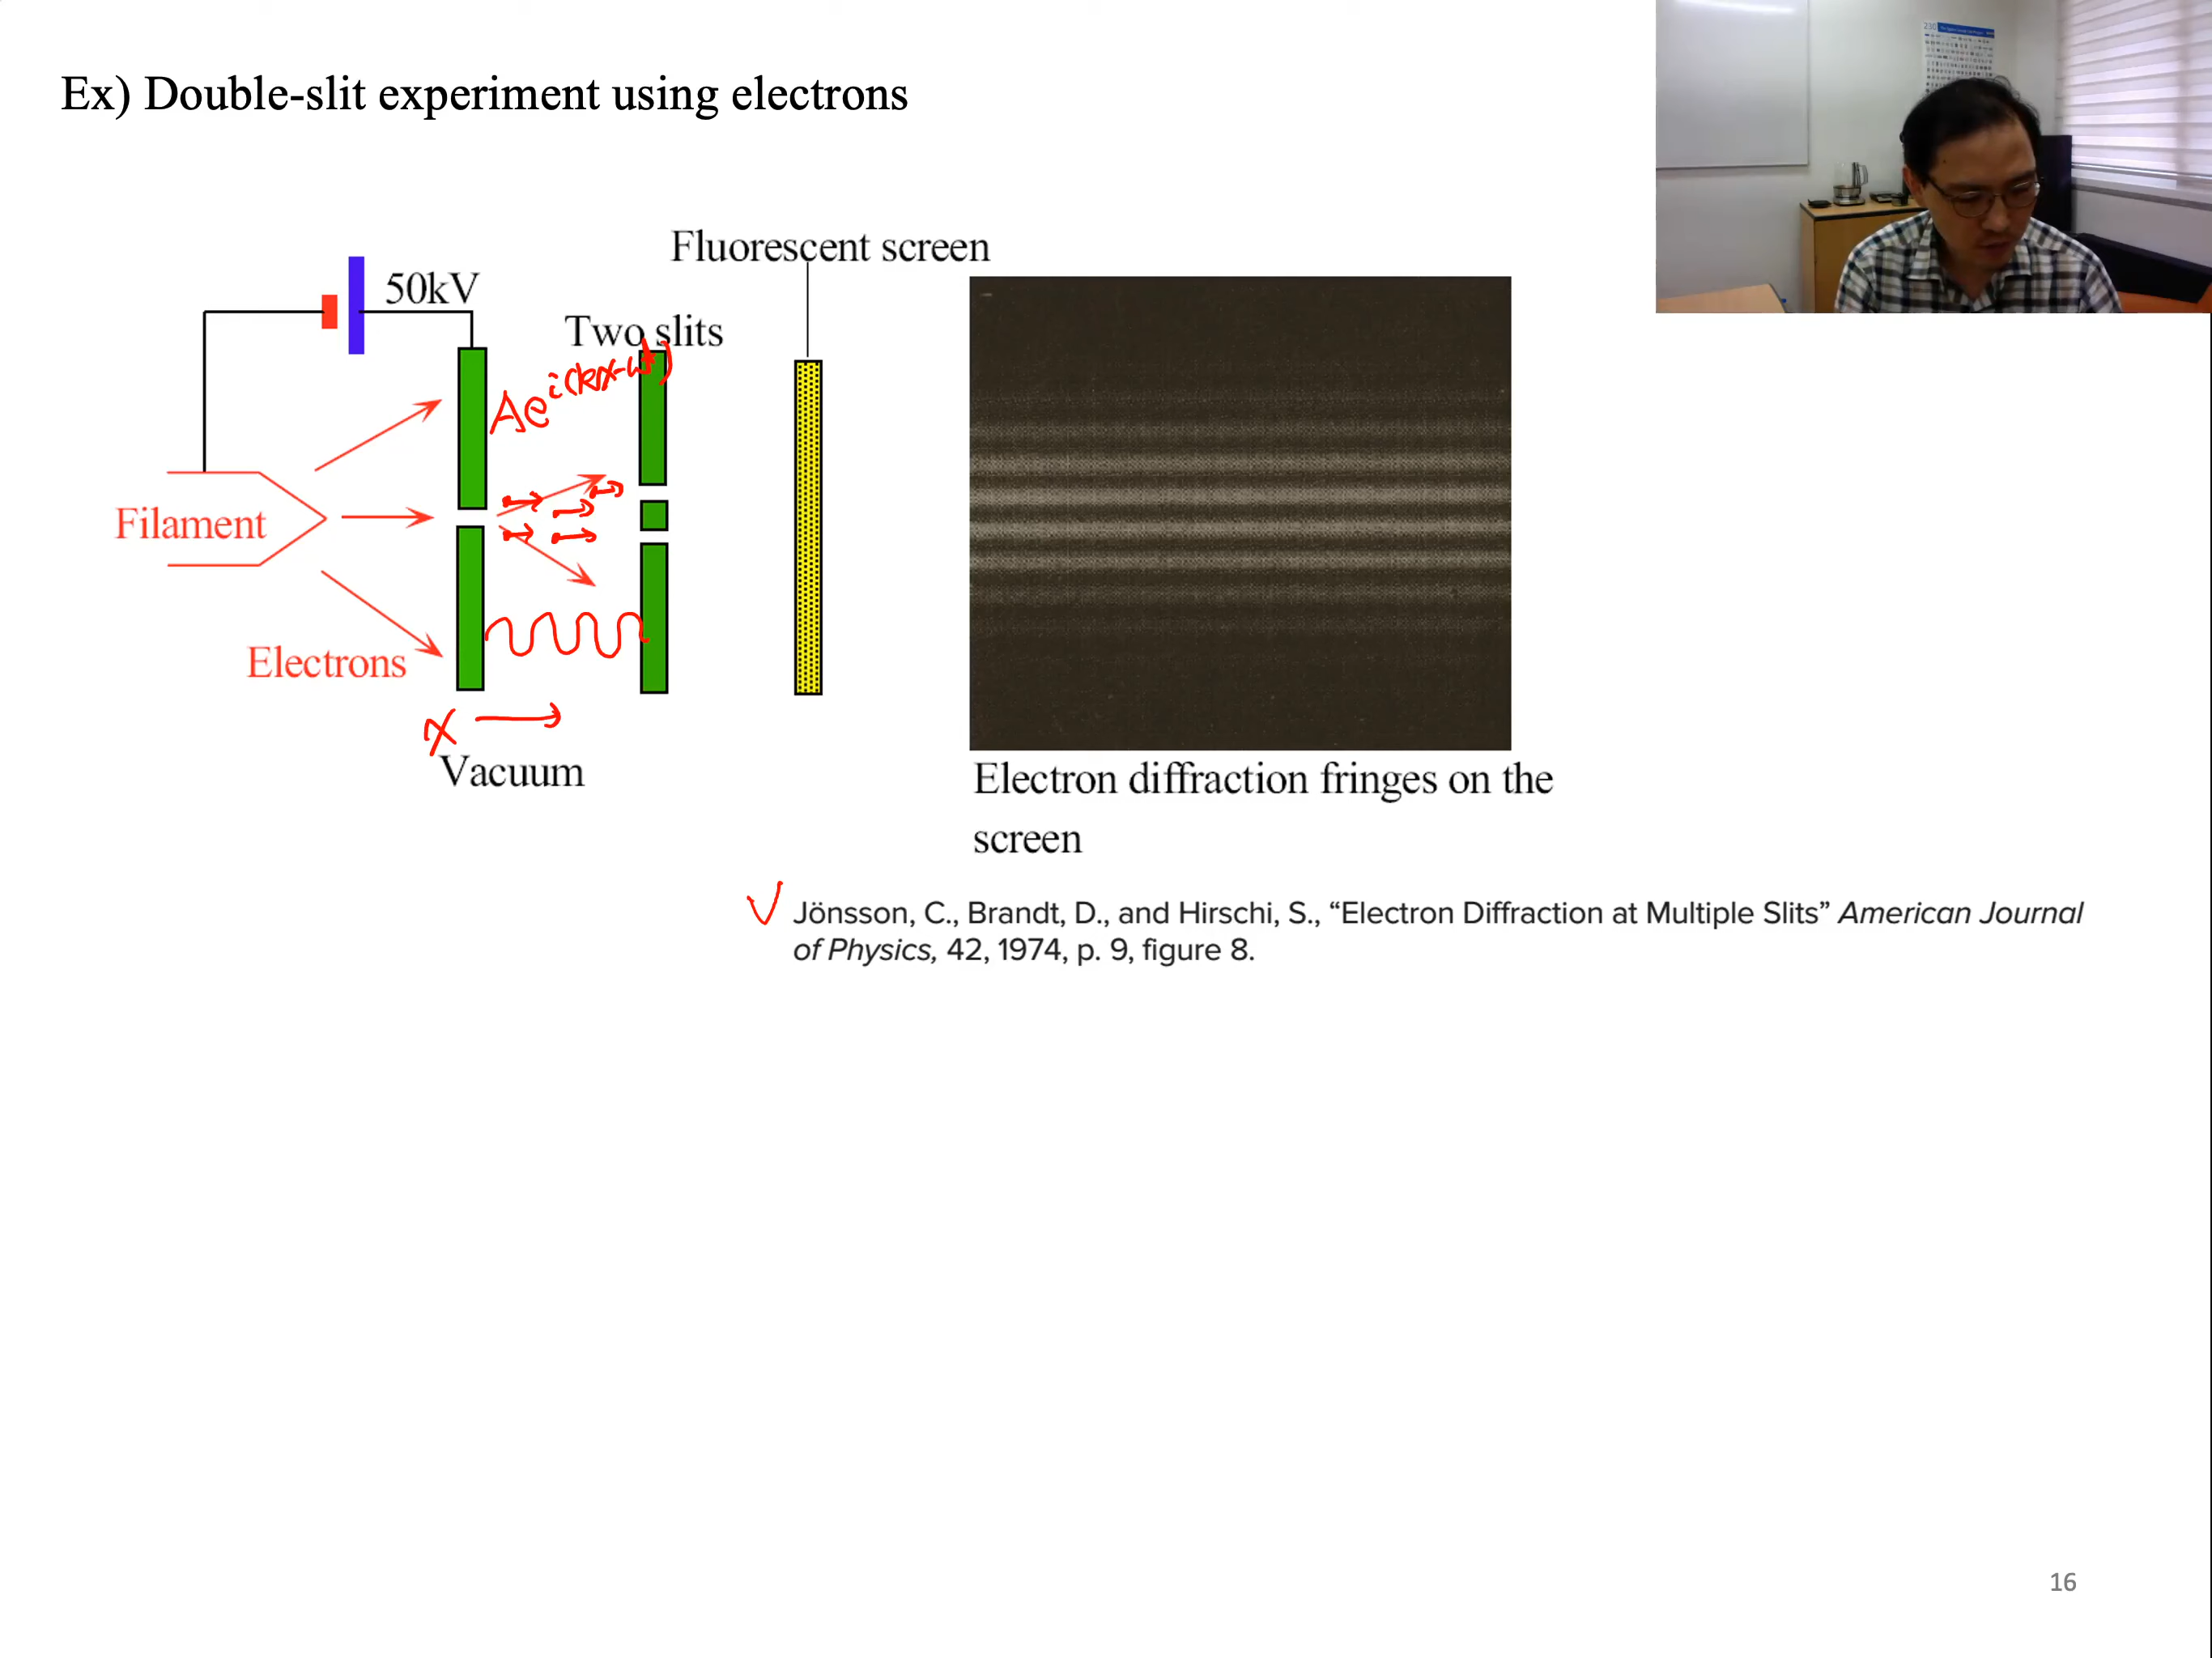 Ex) Double-slit experiment using electrons
Fluorescent screen
50kV
Two slits
Ae^i(kx-ωt)
Filament
Electrons
x
Vacuum
Electron diffraction fringes on the
screen
Jönsson, C., Brandt, D., and Hirschi, S., “Electron Diffraction at Multiple Slits” American Journal
of Physics, 42, 1974, p. 9, figure 8.
16